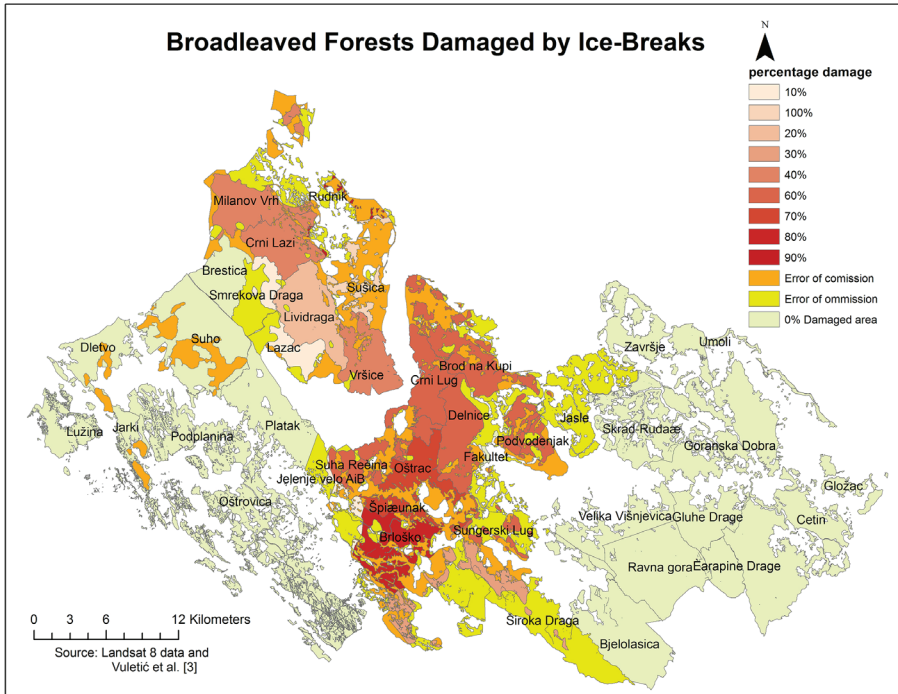 Broadleaved Forests Damaged by Ice-Breaks
N
percentage damage
10%
100%
20%
30%
40%
60%
70%
80%
90%
Error of comission
Error of ommission
0% Damaged area
Milanov Vrh
Rudnik
Crni Lazi
Brestica
Smrekova Draga
Sušica
Lividraga
Suho
Dletvo
Lazac
Vršice
Crni Lug
Brod na Kupi
Završje
Umoli
Delnice
Jasle
Lužina
Jarki
Podplanina
Platak
Podvodenjak
Skrad-Rudaæ
Goranska Dobra
Fakultet
Suha Reèina
Oštrac
Jelenje velo AiB
Gložac
Oštrovica
Špiæunak
Velika Višnjevica
Gluhe Drage
Cetin
Brloško
Sungerski Lug
Ravna gora
Èarapine Drage
Široka Draga
Bjelolasica
0 3 6 12 Kilometers
Source: Landsat 8 data and
Vuletić et al. [3]